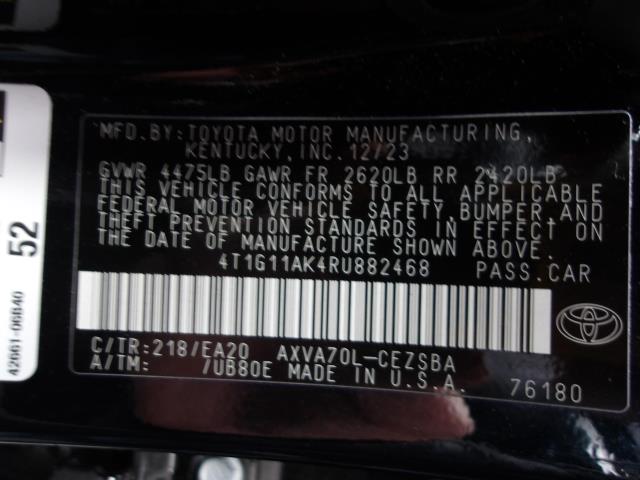 MFD.BY:TOYOTA MOTOR MANUFACTURING,
KENTUCKY,INC.12/23
GVWR 4475LB GAWR FR 2620LB RR 2420LB
THIS VEHICLE CONFORMS TO ALL APPLICABLE
FEDERAL MOTOR VEHICLE SAFETY,BUMPER,AND
THEFT PREVENTION STANDARDS IN EFFECT ON
THE DATE OF MANUFACTURE SHOWN ABOVE.
4T1G11AK4RU882468 PASS.CAR
C/TR:218/EA20 AXVA70L-CEZSBA
A/TM: /UB80E MADE IN U.S.A. 76180
52
42661-06B40